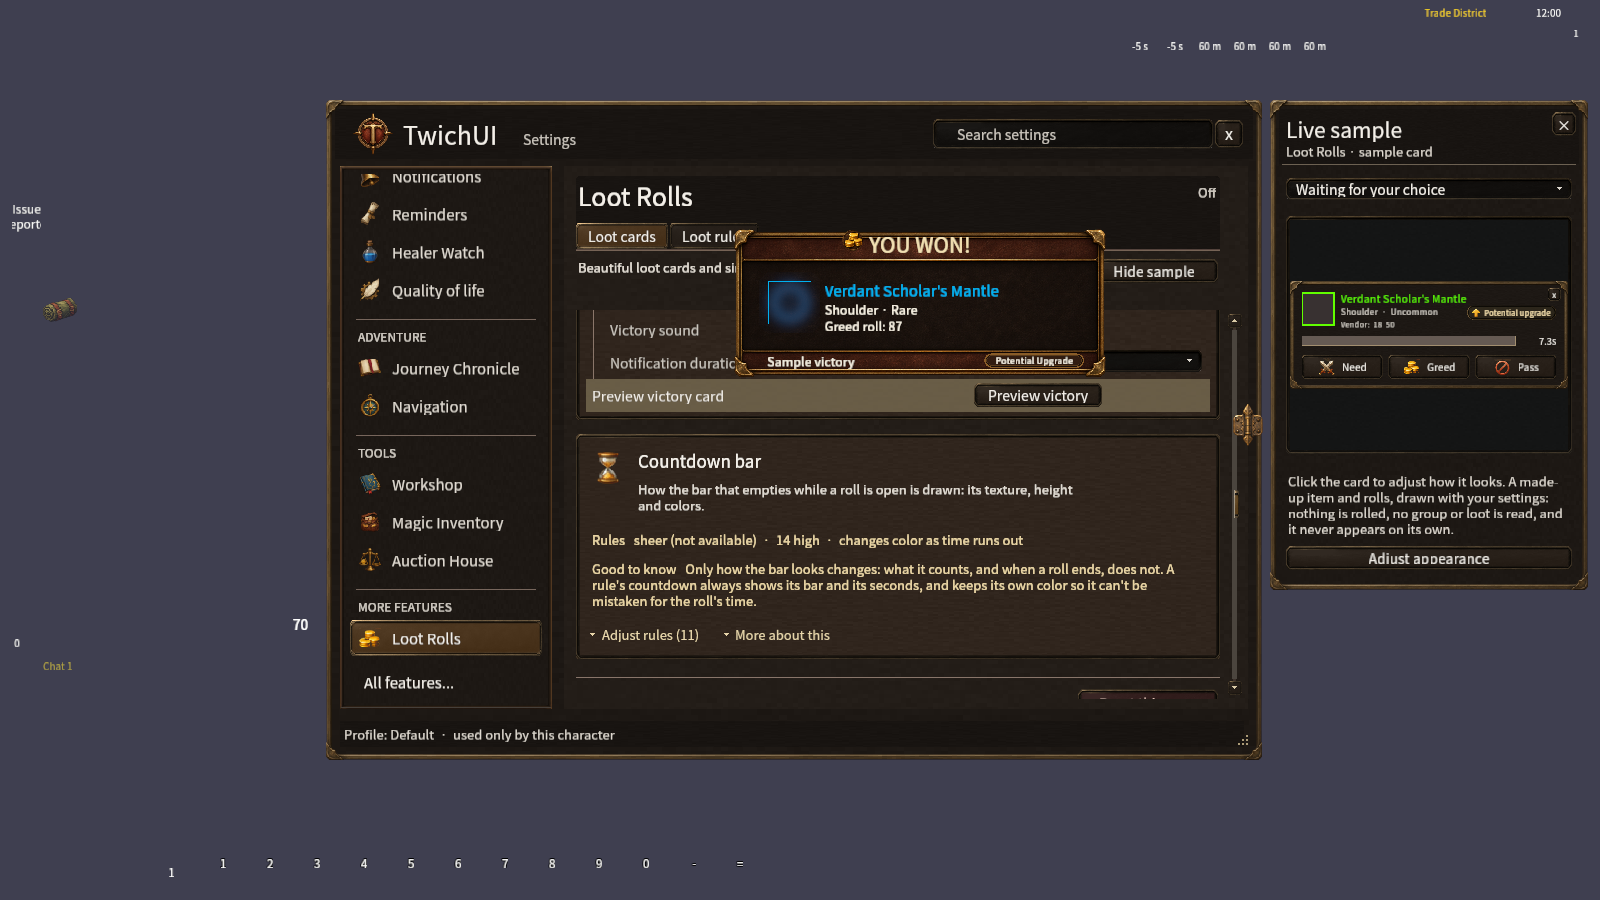 Trade District
12:00
1
-5 s
-5 s
60 m
60 m
60 m
60 m
Issue
eport
70
0
Chat 1
TwichUI
Settings
Search settings
x
Notifications
Reminders
Healer Watch
Quality of life
ADVENTURE
Journey Chronicle
Navigation
TOOLS
Workshop
Magic Inventory
Auction House
MORE FEATURES
Loot Rolls
All features...
Loot Rolls
Off
Loot cards
Loot rul
Beautiful loot cards and si
Hide sample
YOU WON!
Verdant Scholar's Mantle
Shoulder · Rare
Greed roll: 87
Sample victory
Potential Upgrade
Victory sound
Notification duratio
Preview victory card
Preview victory
Countdown bar
How the bar that empties while a roll is open is drawn: its texture, height
and colors.
Rules sheer (not available) · 14 high · changes color as time runs out
Good to know Only how the bar looks changes: what it counts, and when a roll ends, does not. A
rule's countdown always shows its bar and its seconds, and keeps its own color so it can't be
mistaken for the roll's time.
Adjust rules (11)
More about this
Profile: Default · used only by this character
Live sample
Loot Rolls · sample card
Waiting for your choice
Verdant Scholar's Mantle
x
Shoulder · Uncommon
Potential upgrade
Vendor: 18 50
7.3s
Need
Greed
Pass
Click the card to adjust how it looks. A made-
up item and rolls, drawn with your settings:
nothing is rolled, no group or loot is read, and
it never appears on its own.
Adjust appearance
1
1
2
3
4
5
6
7
8
9
0
-
=